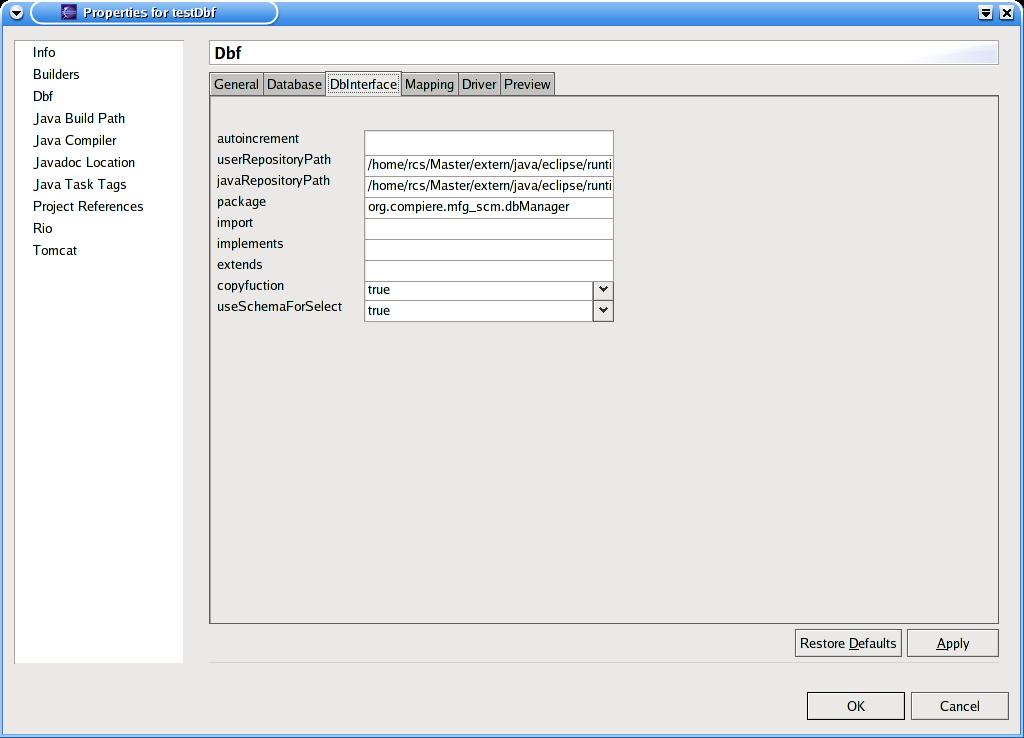 Properties for testDbf
Info
Builders
Dbf
Java Build Path
Java Compiler
Javadoc Location
Java Task Tags
Project References
Rio
Tomcat
Dbf
General Database DbInterface Mapping Driver Preview
autoincrement
userRepositoryPath /home/rcs/Master/extern/java/eclipse/runti
javaRepositoryPath /home/rcs/Master/extern/java/eclipse/runti
package org.compiere.mfg_scm.dbManager
import
implements
extends
copyfuction true
useSchemaForSelect true
Restore Defaults Apply
OK Cancel